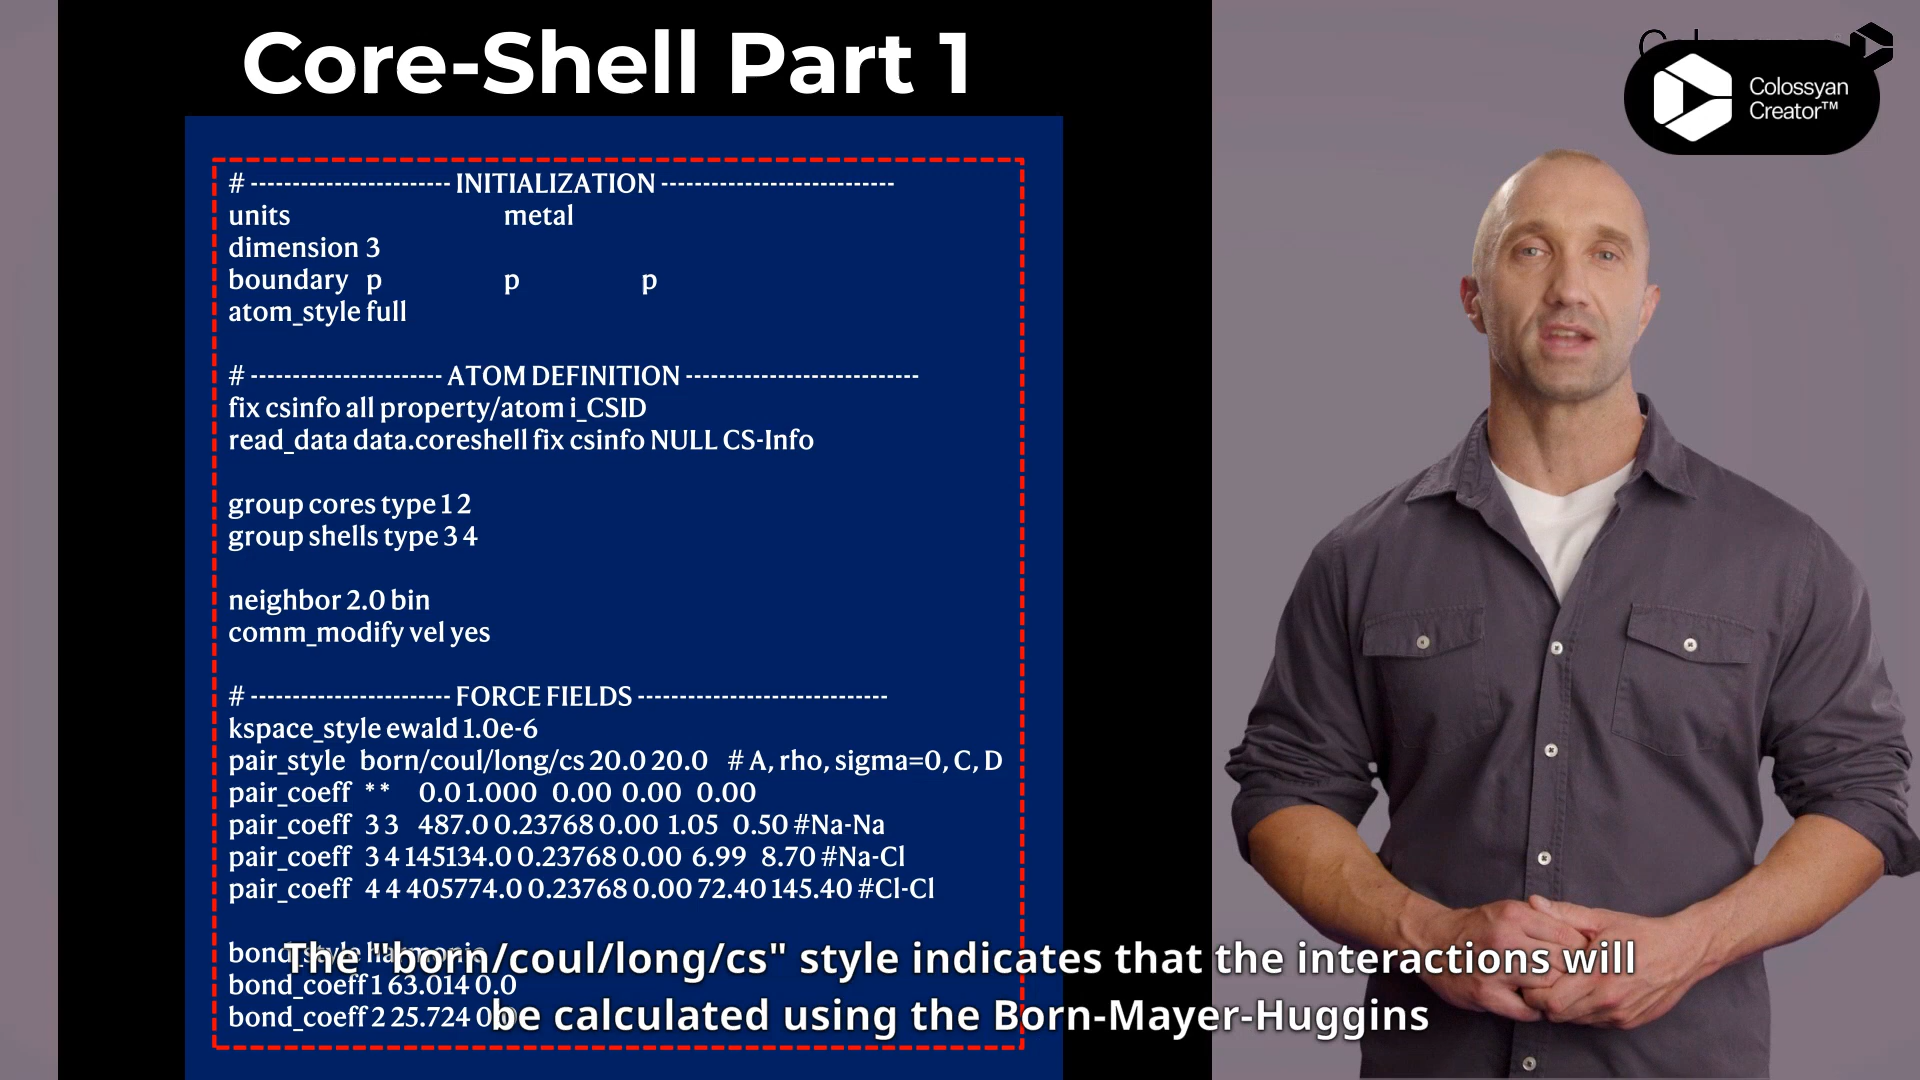 Core-Shell Part 1
Colossyan
Creator™
# ------------------------ INITIALIZATION ----------------------------
units metal
dimension 3
boundary p p p
atom_style full
# ----------------------- ATOM DEFINITION ----------------------------
fix csinfo all property/atom i_CSID
read_data data.coreshell fix csinfo NULL CS-Info
group cores type 1 2
group shells type 3 4
neighbor 2.0 bin
comm_modify vel yes
# ------------------------ FORCE FIELDS ------------------------------
kspace_style ewald 1.0e-6
pair_style born/coul/long/cs 20.0 20.0 # A, rho, sigma=0, C, D
pair_coeff * * 0.0 1.000 0.00 0.00 0.00
pair_coeff 3 3 487.0 0.23768 0.00 1.05 0.50 #Na-Na
pair_coeff 3 4 145134.0 0.23768 0.00 6.99 8.70 #Na-Cl
pair_coeff 4 4 405774.0 0.23768 0.00 72.40 145.40 #Cl-Cl
bond_style harmonic
bond_coeff 1 63.014 0.0
bond_coeff 2 25.724 0.0
The "born/coul/long/cs" style indicates that the interactions will
be calculated using the Born-Mayer-Huggins